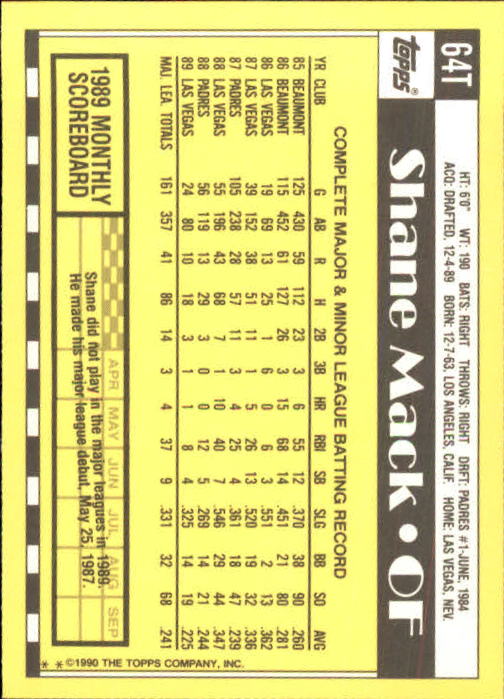 64T
topps®
HT: 6'0" WT: 190 BATS: RIGHT THROWS: RIGHT DRFT: PADRES #1-JUNE, 1984
ACQ: DRAFTED, 12-4-89 BORN: 12-7-63, LOS ANGELES, CALIF. HOME: LAS VEGAS, NEV.
Shane Mack • OF
COMPLETE MAJOR & MINOR LEAGUE BATTING RECORD
YR CLUB G AB R H 2B 3B HR RBI SB SLG BB SO AVG
85 BEAUMONT 125 430 59 112 23 3 6 55 12 .370 38 90 .260
86 BEAUMONT 115 452 61 127 26 3 15 68 14 .451 21 80 .281
86 LAS VEGAS 19 69 13 25 1 6 0 6 3 .551 2 13 .362
87 LAS VEGAS 39 152 38 51 11 1 5 26 13 .520 19 32 .336
87 PADRES 105 238 28 57 11 3 4 25 4 .361 18 47 .239
88 LAS VEGAS 55 196 43 68 7 1 10 40 7 .546 29 44 .347
88 PADRES 56 119 13 29 3 0 0 12 5 .269 14 21 .244
89 LAS VEGAS 24 80 10 18 3 1 1 8 4 .325 14 19 .225
MAJ. LEA. TOTALS 161 357 41 86 14 3 4 37 9 .331 32 68 .241
1989 MONTHLY
SCOREBOARD
APR MAY JUN JUL AUG SEP
Shane did not play in the major leagues in 1989.
He made his major league debut, May 25, 1987.
* * ©1990 THE TOPPS COMPANY, INC.